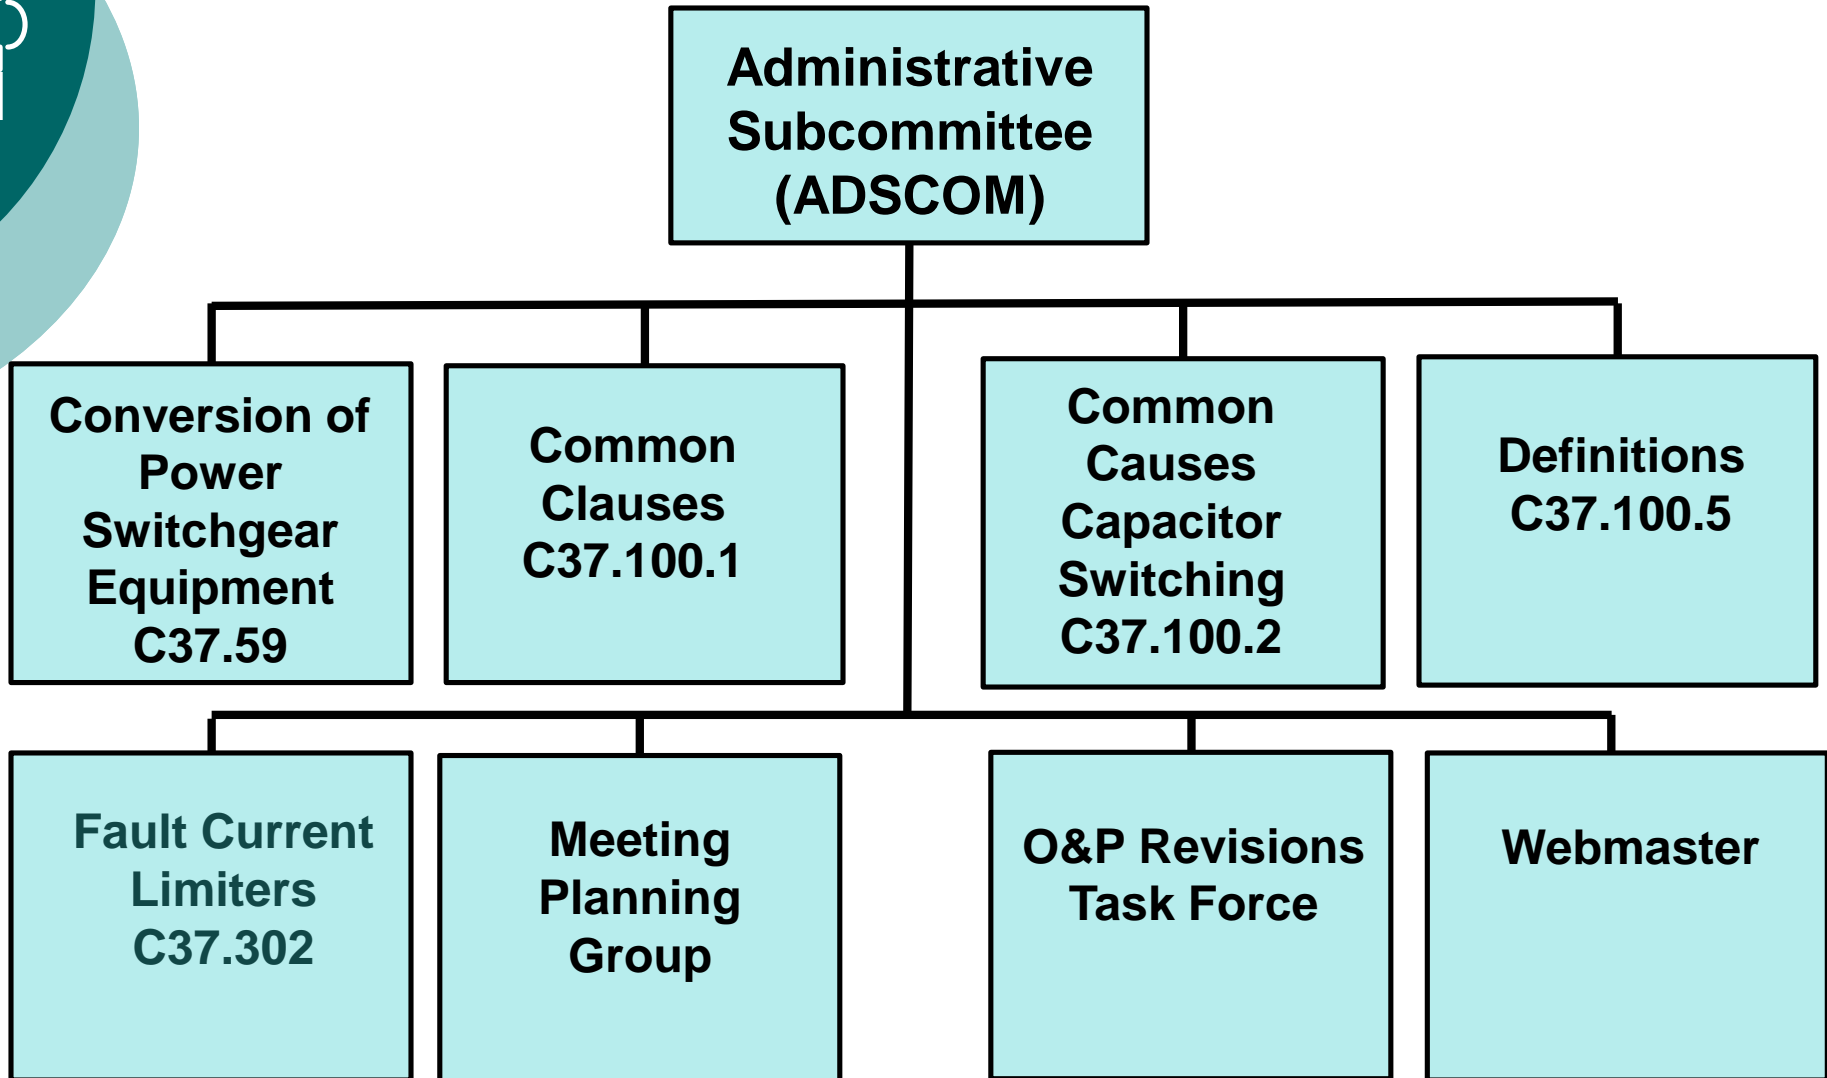 Administrative
Subcommittee
(ADSCOM)
Conversion of
Power
Switchgear
Equipment
C37.59
Common
Clauses
C37.100.1
Common
Causes
Capacitor
Switching
C37.100.2
Definitions
C37.100.5
Fault Current
Limiters
C37.302
Meeting
Planning
Group
O&P Revisions
Task Force
Webmaster